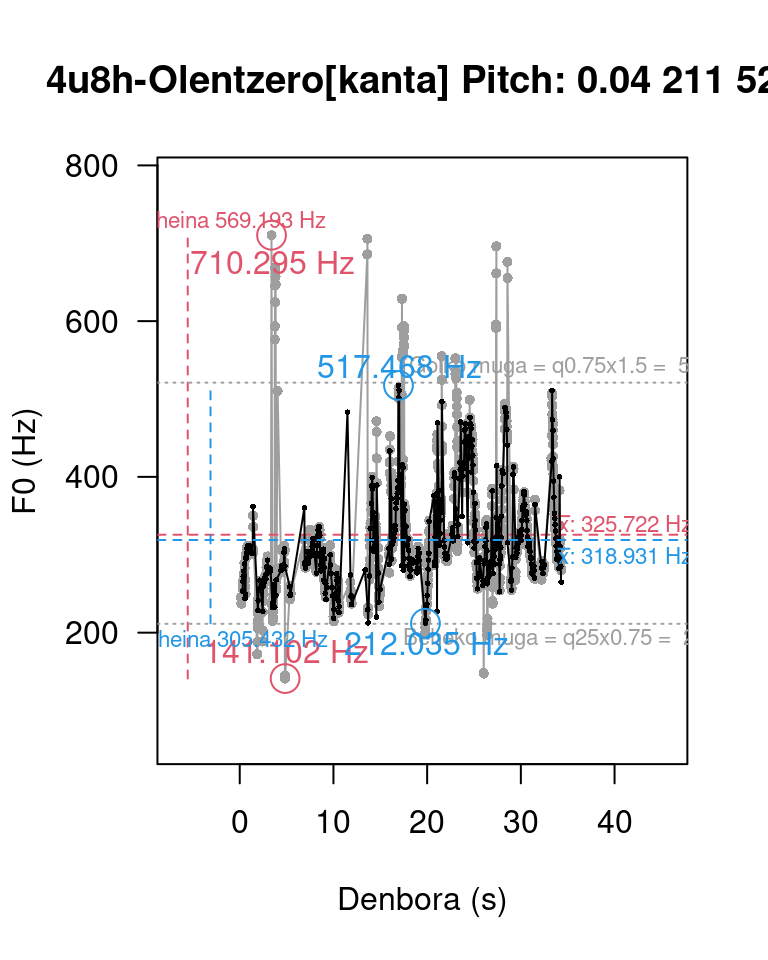 4u8h-Olentzero[kanta] Pitch: 0.04 211 52
800
600
400
200
F0 (Hz)
heina 569.193 Hz
710.295 Hz
517.468 Hz
muga = q0.75x1.5 = 5
x̄: 325.722 Hz
x̄: 318.931 Hz
heina 305.432 Hz
141.102 Hz
212.035 Hz
muga = q25x0.75 = 2
0 10 20 30 40
Denbora (s)